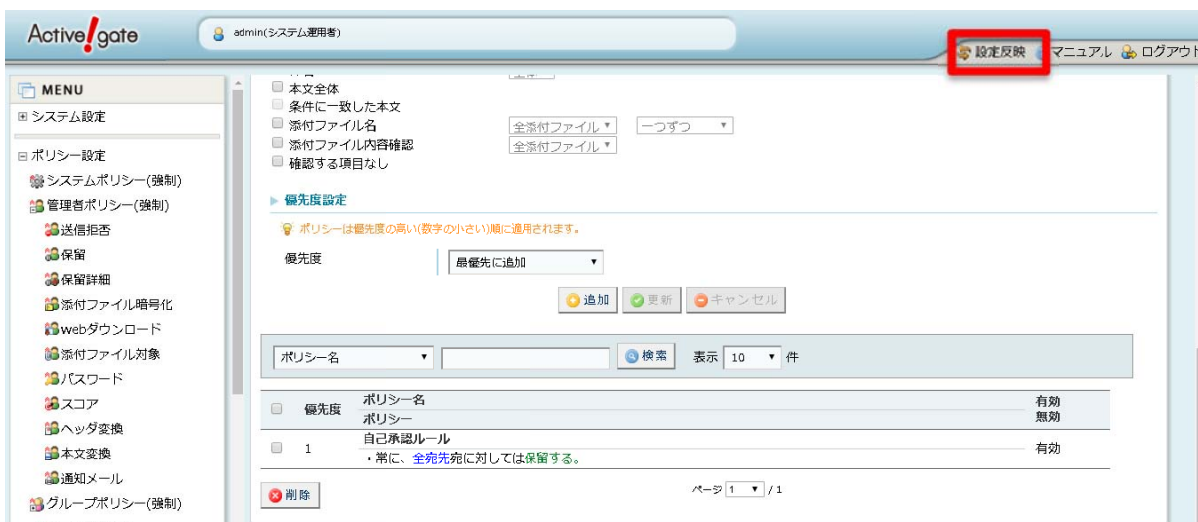 Active!gate
admin(システム運用者)
設定反映 マニュアル ログアウト
MENU
システム設定
ポリシー設定
システムポリシー(強制)
管理者ポリシー(強制)
送信拒否
保留
保留詳細
添付ファイル暗号化
webダウンロード
添付ファイル対象
パスワード
スコア
ヘッダ変換
本文変換
通知メール
グループポリシー(強制)
本文全体
条件に一致した本文
添付ファイル名 全添付ファイル 一つずつ
添付ファイル内容確認 全添付ファイル
確認する項目なし
優先度設定
ポリシーは優先度の高い(数字の小さい)順に適用されます。
優先度 最優先に追加
追加 更新 キャンセル
ポリシー名 検索 表示 10 件
優先度 ポリシー名 有効
ポリシー 無効
1 自己承認ルール 有効
・常に、全宛先宛に対しては保留する。
削除 ページ 1 / 1